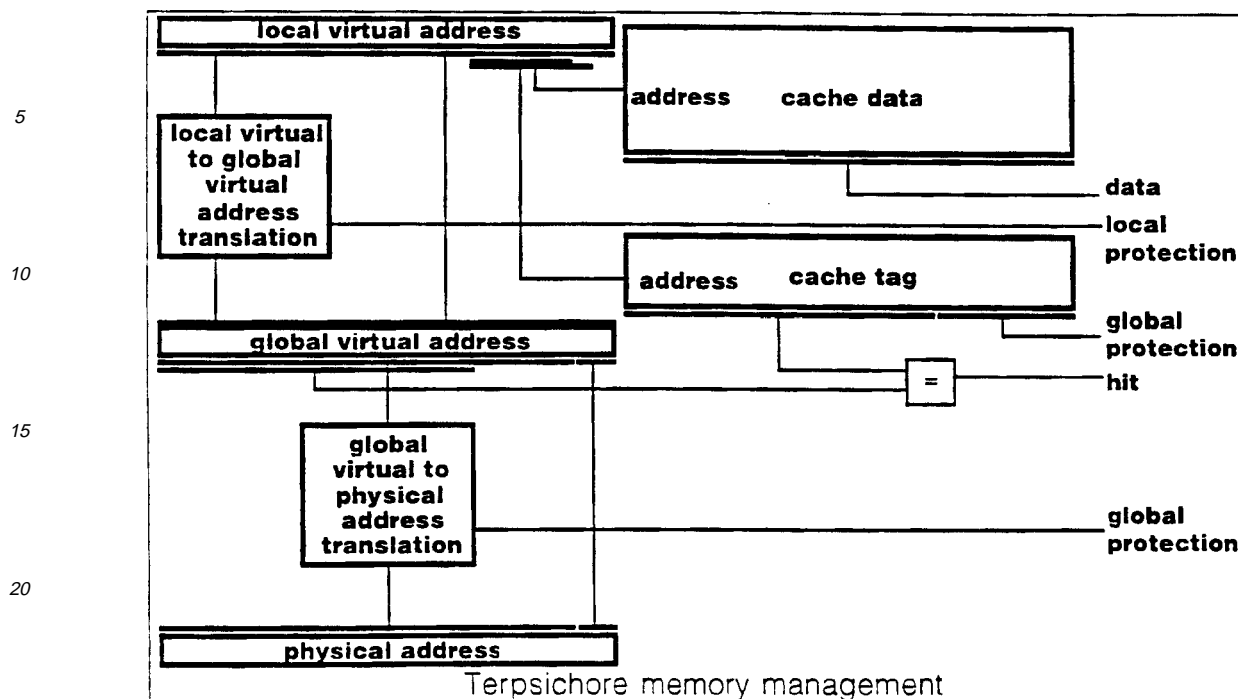 local virtual address
address cache data
5
local virtual
to global
virtual
address
translation
data
local
protection
10
address cache tag
global virtual address
global
protection
=
hit
15
global
virtual to
physical
address
translation
global
protection
20
physical address
Terpsichore memory management